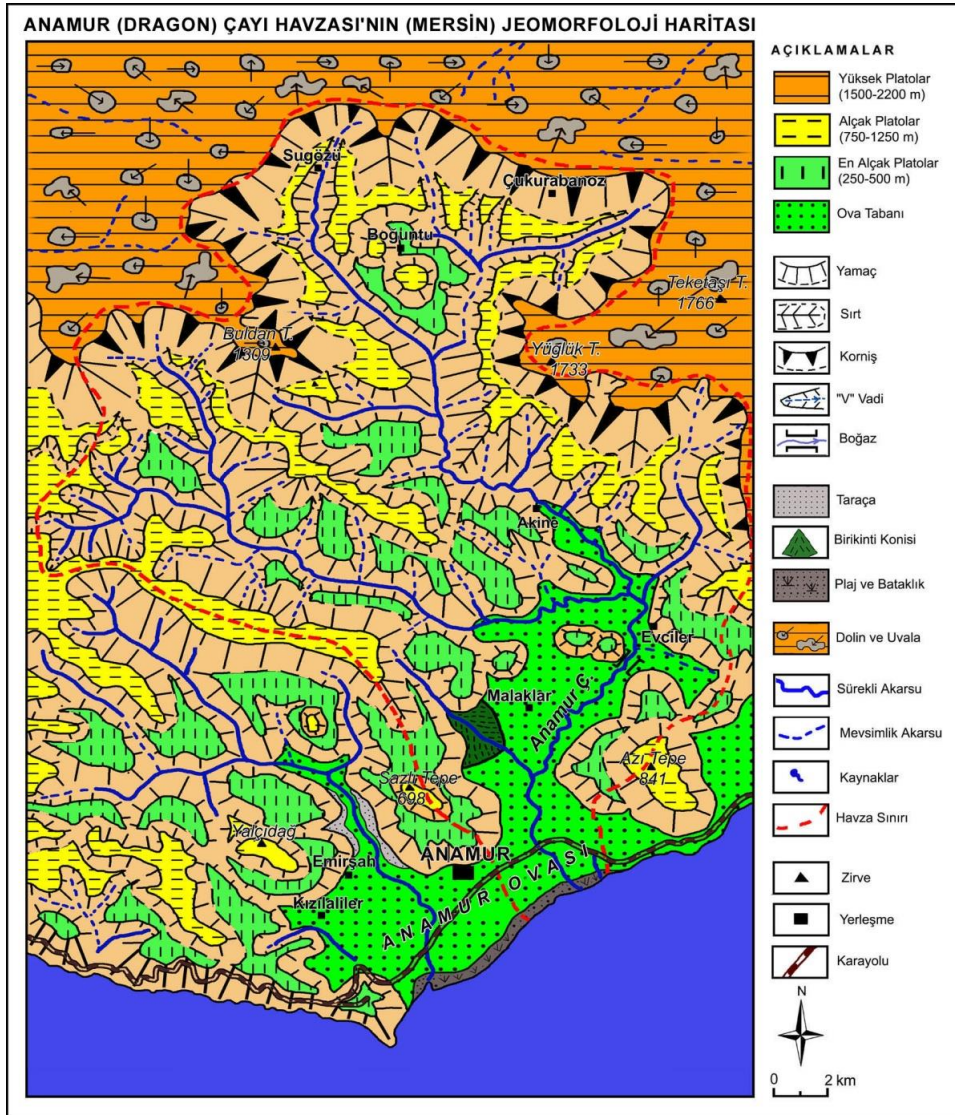 ANAMUR (DRAGON) ÇAYI HAVZASI'NIN (MERSİN) JEOMORFOLOJİ HARİTASI
AÇIKLAMALAR
Yüksek Platolar
(1500-2200 m)
Alçak Platolar
(750-1250 m)
En Alçak Platolar
(250-500 m)
Ova Tabanı
Yamaç
Sırt
Korniş
"V" Vadi
Boğaz
Taraça
Birikinti Konisi
Plaj ve Bataklık
Dolin ve Uvala
Sürekli Akarsu
Mevsimlik Akarsu
Kaynaklar
Havza Sınırı
Zirve
Yerleşme
Karayolu
N
0 2 km
Sugözü
Çukurabanoz
Boğuntu
Teketaşı T.
1766
Buldan T.
1309
Yüğlük T.
1733
Akine
Evciler
Malaklar
Anamur Ç.
Azı Tepe
841
Sazlı Tepe
698
Yalçıdağ
Emirşah
ANAMUR
Kızılaliler
ANAMUR OVASI